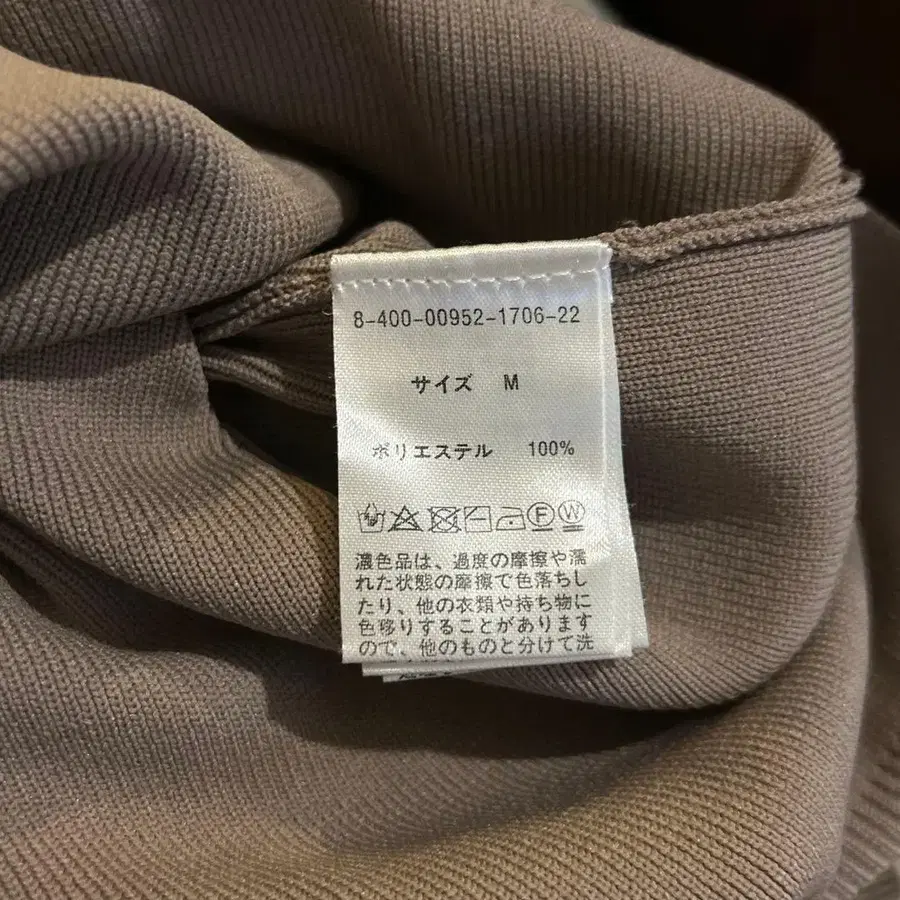 8-400-00952-1706-22
サイズ M
ポリエステル 100%
濃色品は、過度の摩擦や濡
れた状態の摩擦で色落ちし
たり、他の衣類や持ち物に
色移りすることがあります
ので、他のものと分けて洗